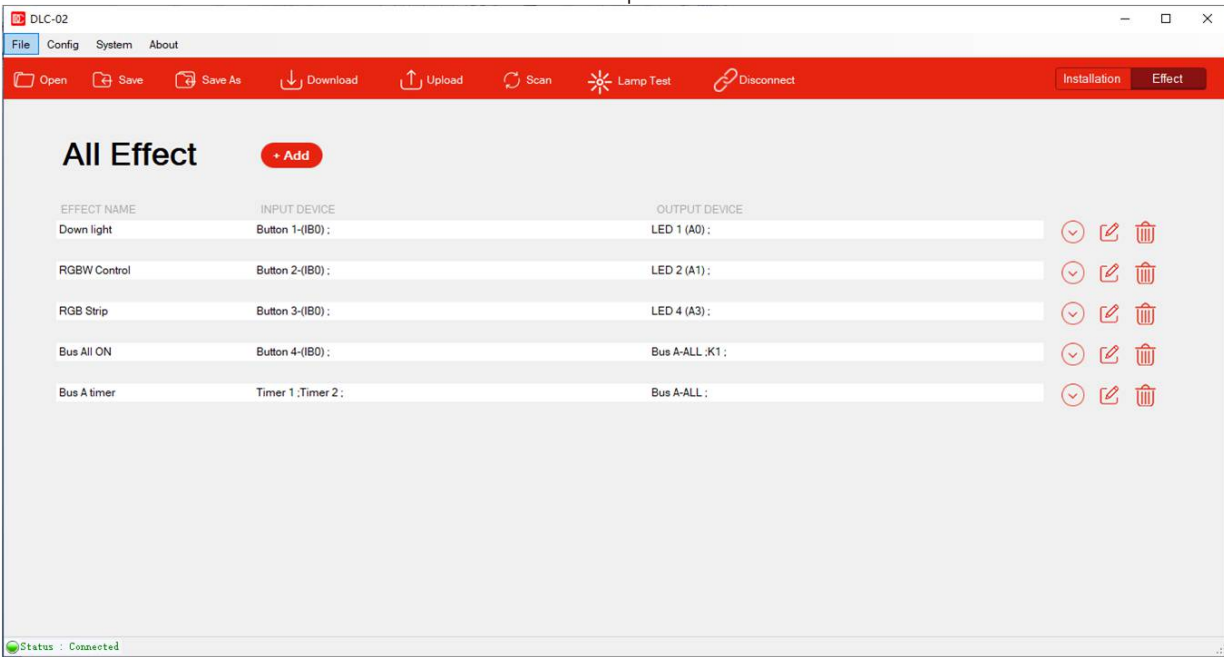 DLC-02
File Config System About
Open Save Save As Download Upload Scan Lamp Test Disconnect Installation Effect
All Effect + Add
EFFECT NAME INPUT DEVICE OUTPUT DEVICE
Down light Button 1-(IB0) ; LED 1 (A0) ;
RGBW Control Button 2-(IB0) ; LED 2 (A1) ;
RGB Strip Button 3-(IB0) ; LED 4 (A3) ;
Bus All ON Button 4-(IB0) ; Bus A-ALL ;K1 ;
Bus A timer Timer 1 ;Timer 2 ; Bus A-ALL ;
Status : Connected